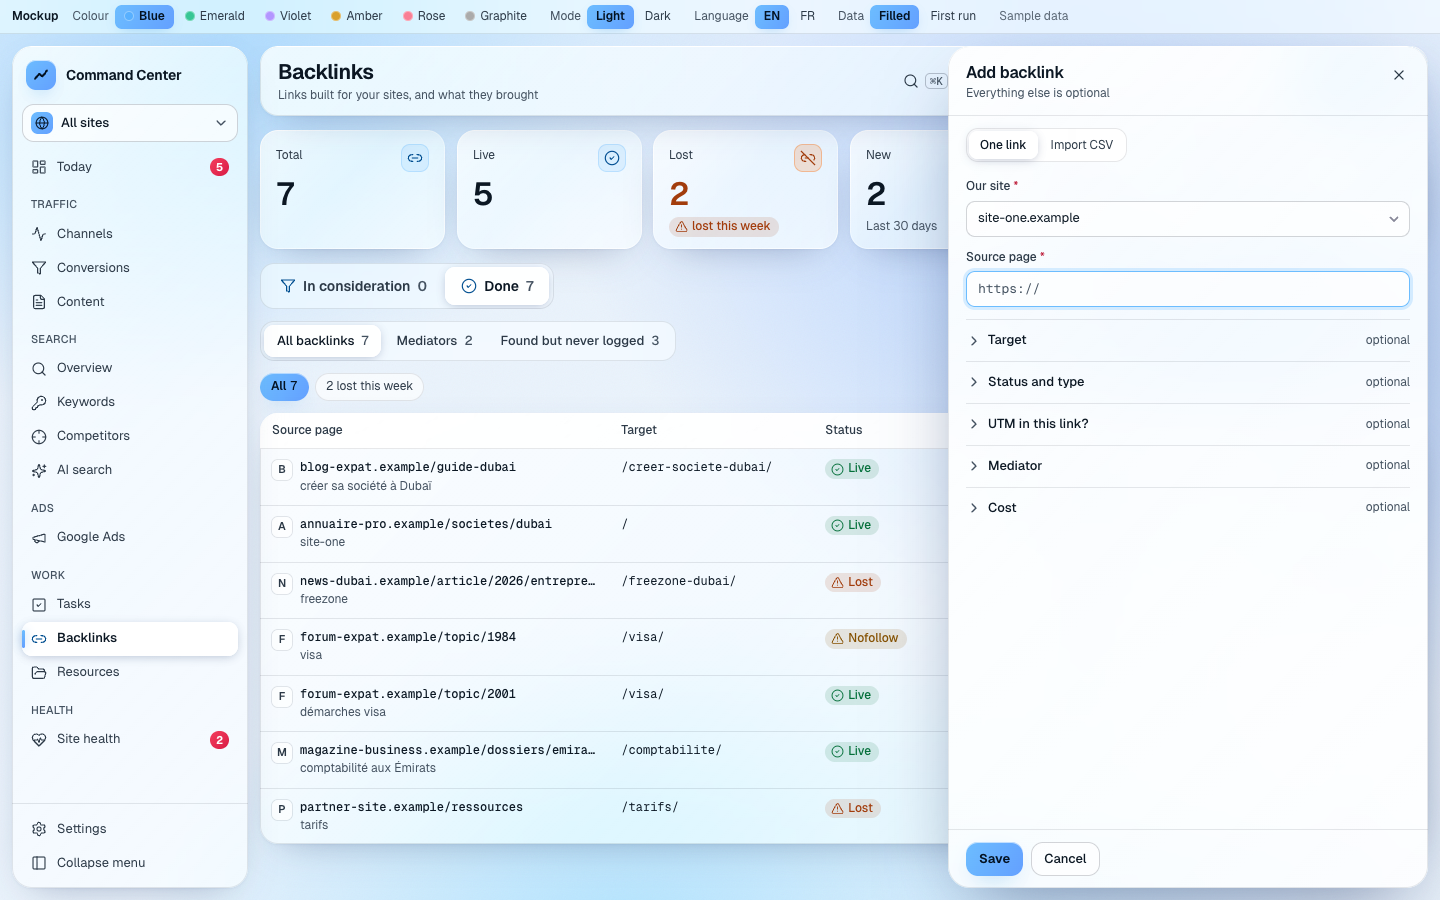 Mockup Colour Blue Emerald Violet Amber Rose Graphite Mode Light Dark Language EN FR Data Filled First run Sample data
Command Center
All sites
Today 5
TRAFFIC
Channels
Conversions
Content
SEARCH
Overview
Keywords
Competitors
AI search
ADS
Google Ads
WORK
Tasks
Backlinks
Resources
HEALTH
Site health 2
Settings
Collapse menu
Backlinks
Links built for your sites, and what they brought
⌘K
Total
7
Live
5
Lost
2
lost this week
New
2
Last 30 days
In consideration 0 Done 7
All backlinks 7 Mediators 2 Found but never logged 3
All 7 2 lost this week
Source page Target Status
B blog-expat.example/guide-dubai /creer-societe-dubai/ Live
créer sa société à Dubaï
A annuaire-pro.example/societes/dubai / Live
site-one
N news-dubai.example/article/2026/entrepre… /freezone-dubai/ Lost
freezone
F forum-expat.example/topic/1984 /visa/ Nofollow
visa
F forum-expat.example/topic/2001 /visa/ Live
démarches visa
M magazine-business.example/dossiers/emira… /comptabilite/ Live
comptabilité aux Émirats
P partner-site.example/ressources /tarifs/ Lost
tarifs
Add backlink
Everything else is optional
One link Import CSV
Our site *
site-one.example
Source page *
https://
Target optional
Status and type optional
UTM in this link? optional
Mediator optional
Cost optional
Save Cancel